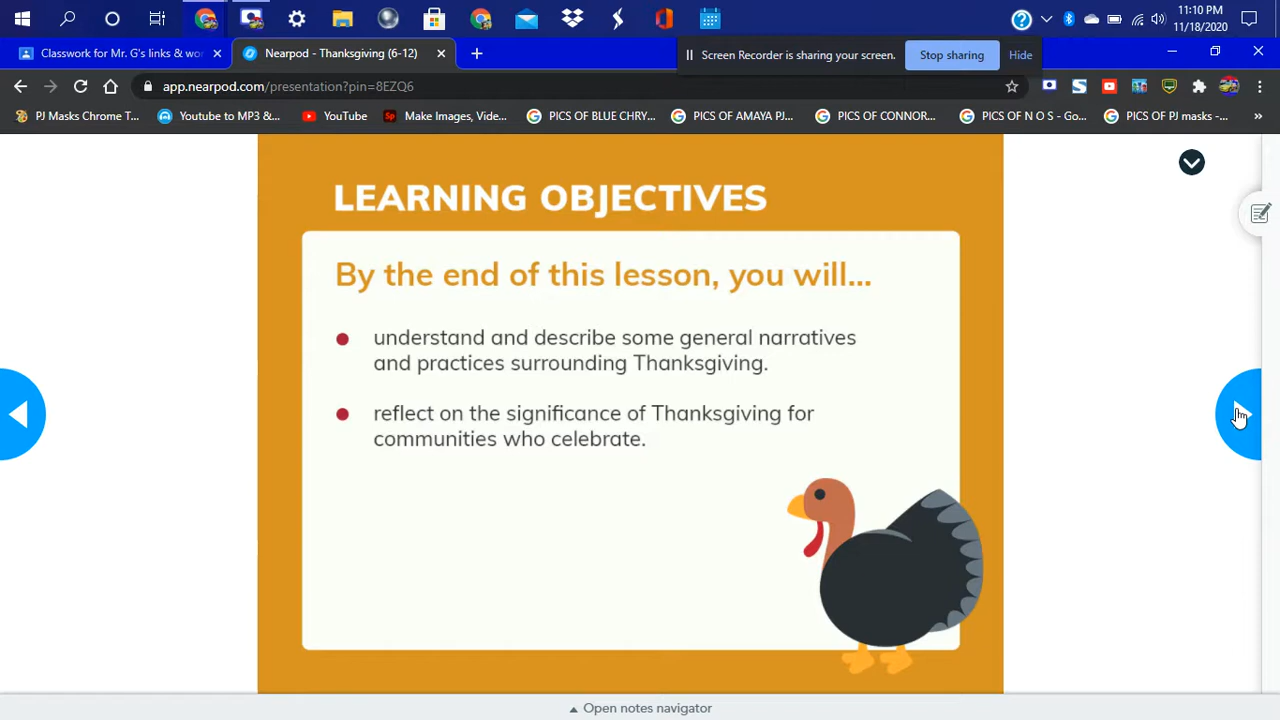 11:10 PM
11/18/2020
Classwork for Mr. G's links & wor
Nearpod - Thanksgiving (6-12)
Screen Recorder is sharing your screen.
Stop sharing
Hide
app.nearpod.com/presentation?pin=8EZQ6
PJ Masks Chrome T...
Youtube to MP3 &...
YouTube
Make Images, Vide...
PICS OF BLUE CHRY...
PICS OF AMAYA PJ...
PICS OF CONNOR...
PICS OF N O S - Go...
PICS OF PJ masks -...
LEARNING OBJECTIVES
By the end of this lesson, you will...
understand and describe some general narratives
and practices surrounding Thanksgiving.
reflect on the significance of Thanksgiving for
communities who celebrate.
Open notes navigator